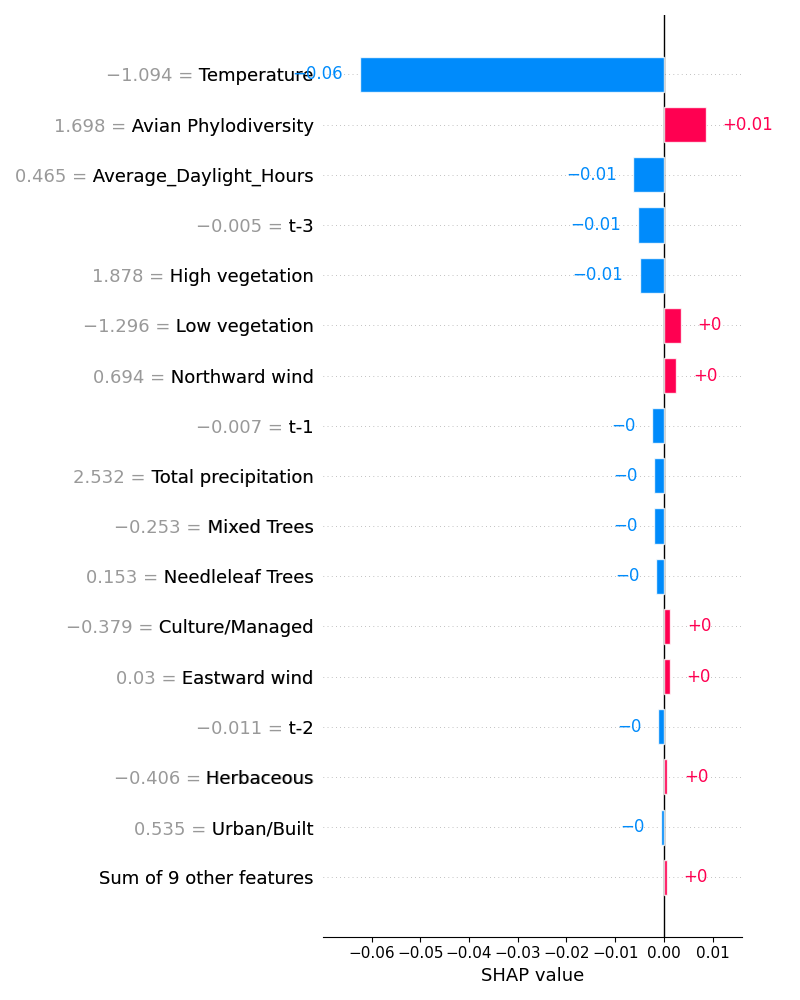 −1.094 = Temperature −0.06
1.698 = Avian Phylodiversity +0.01
0.465 = Average_Daylight_Hours −0.01
−0.005 = t-3 −0.01
1.878 = High vegetation −0.01
−1.296 = Low vegetation +0
0.694 = Northward wind +0
−0.007 = t-1 −0
2.532 = Total precipitation −0
−0.253 = Mixed Trees −0
0.153 = Needleleaf Trees −0
−0.379 = Culture/Managed +0
0.03 = Eastward wind +0
−0.011 = t-2 −0
−0.406 = Herbaceous +0
0.535 = Urban/Built −0
Sum of 9 other features +0
−0.06 −0.05 −0.04 −0.03 −0.02 −0.01 0.00 0.01
SHAP value